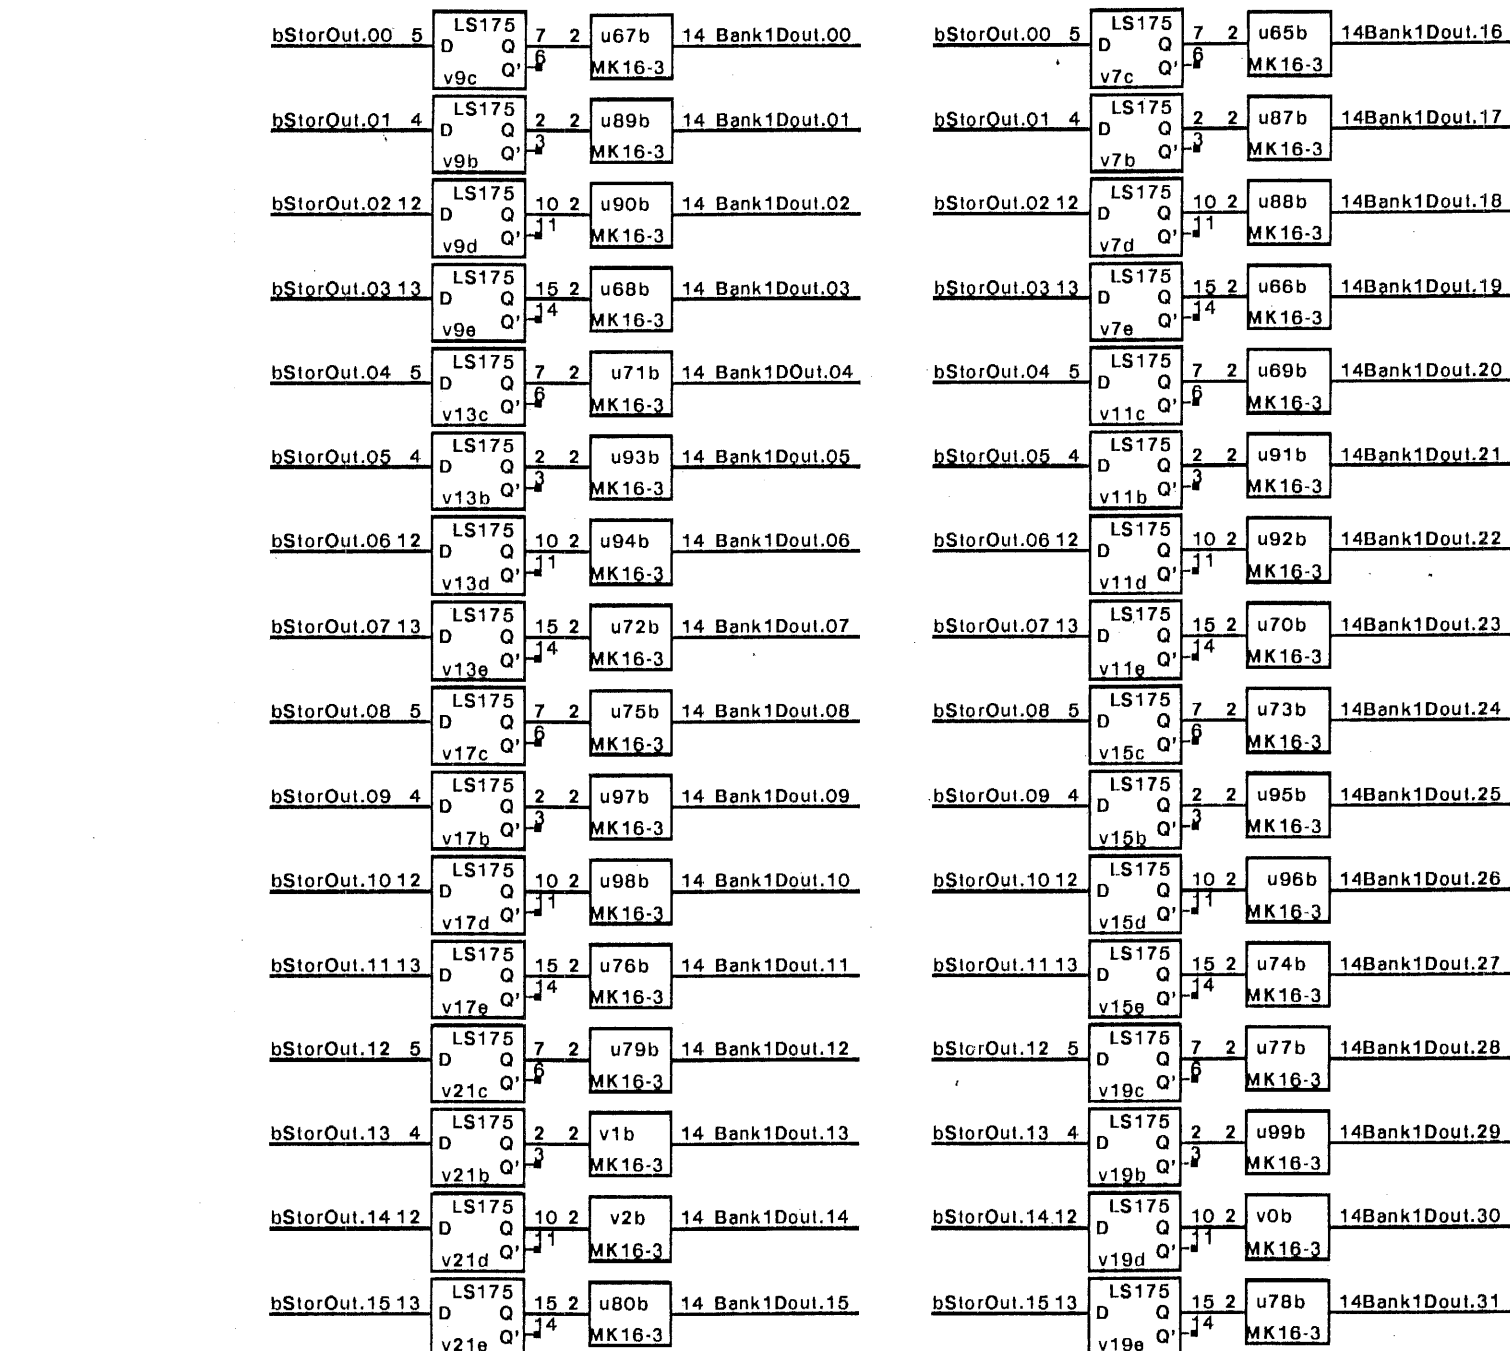 bStorOut.00 5 LS175 D Q Q' v9c 7 6 2 u67b MK16-3 14 Bank1Dout.00
bStorOut.01 4 LS175 D Q Q' v9b 2 3 2 u89b MK16-3 14 Bank1Dout.01
bStorOut.02 12 LS175 D Q Q' v9d 10 11 2 u90b MK16-3 14 Bank1Dout.02
bStorOut.03 13 LS175 D Q Q' v9e 15 14 2 u68b MK16-3 14 Bank1Dout.03
bStorOut.04 5 LS175 D Q Q' v13c 7 6 2 u71b MK16-3 14 Bank1DOut.04
bStorOut.05 4 LS175 D Q Q' v13b 2 3 2 u93b MK16-3 14 Bank1Dout.05
bStorOut.06 12 LS175 D Q Q' v13d 10 11 2 u94b MK16-3 14 Bank1Dout.06
bStorOut.07 13 LS175 D Q Q' v13e 15 14 2 u72b MK16-3 14 Bank1Dout.07
bStorOut.08 5 LS175 D Q Q' v17c 7 6 2 u75b MK16-3 14 Bank1Dout.08
bStorOut.09 4 LS175 D Q Q' v17b 2 3 2 u97b MK16-3 14 Bank1Dout.09
bStorOut.10 12 LS175 D Q Q' v17d 10 11 2 u98b MK16-3 14 Bank1Dout.10
bStorOut.11 13 LS175 D Q Q' v17e 15 14 2 u76b MK16-3 14 Bank1Dout.11
bStorOut.12 5 LS175 D Q Q' v21c 7 6 2 u79b MK16-3 14 Bank1Dout.12
bStorOut.13 4 LS175 D Q Q' v21b 2 3 2 v1b MK16-3 14 Bank1Dout.13
bStorOut.14 12 LS175 D Q Q' v21d 10 11 2 v2b MK16-3 14 Bank1Dout.14
bStorOut.15 13 LS175 D Q Q' v21e 15 14 2 u80b MK16-3 14 Bank1Dout.15
bStorOut.00 5 LS175 D Q Q' v7c 7 6 2 u65b MK16-3 14Bank1Dout.16
bStorOut.01 4 LS175 D Q Q' v7b 2 3 2 u87b MK16-3 14Bank1Dout.17
bStorOut.02 12 LS175 D Q Q' v7d 10 11 2 u88b MK16-3 14Bank1Dout.18
bStorOut.03 13 LS175 D Q Q' v7e 15 14 2 u66b MK16-3 14Bank1Dout.19
bStorOut.04 5 LS175 D Q Q' v11c 7 6 2 u69b MK16-3 14Bank1Dout.20
bStorOut.05 4 LS175 D Q Q' v11b 2 3 2 u91b MK16-3 14Bank1Dout.21
bStorOut.06 12 LS175 D Q Q' v11d 10 11 2 u92b MK16-3 14Bank1Dout.22
bStorOut.07 13 LS175 D Q Q' v11e 15 14 2 u70b MK16-3 14Bank1Dout.23
bStorOut.08 5 LS175 D Q Q' v15c 7 6 2 u73b MK16-3 14Bank1Dout.24
bStorOut.09 4 LS175 D Q Q' v15b 2 3 2 u95b MK16-3 14Bank1Dout.25
bStorOut.10 12 LS175 D Q Q' v15d 10 11 2 u96b MK16-3 14Bank1Dout.26
bStorOut.11 13 LS175 D Q Q' v15e 15 14 2 u74b MK16-3 14Bank1Dout.27
bStorOut.12 5 LS175 D Q Q' v19c 7 6 2 u77b MK16-3 14Bank1Dout.28
bStorOut.13 4 LS175 D Q Q' v19b 2 3 2 u99b MK16-3 14Bank1Dout.29
bStorOut.14 12 LS175 D Q Q' v19d 10 11 2 v0b MK16-3 14Bank1Dout.30
bStorOut.15 13 LS175 D Q Q' v19e 15 14 2 u78b MK16-3 14Bank1Dout.31